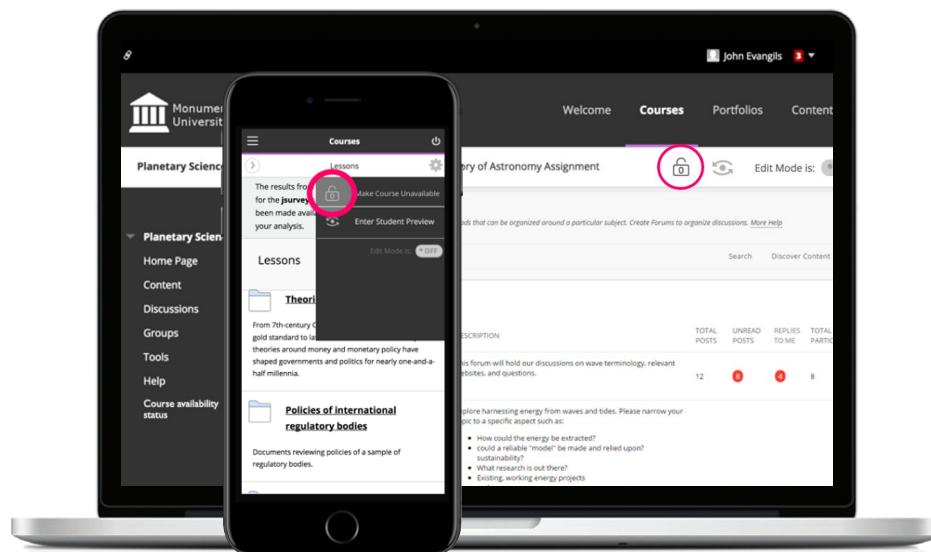 John Evangils 3
Monumen
Universit
Welcome Courses Portfolios Content
Planetary Science
ory of Astronomy Assignment
Edit Mode is:
ads that can be organized around a particular subject. Create Forums to organize discussions. More Help
Search Discover Content
Planetary Scien
Home Page
Content
Discussions
Groups
Tools
Help
Course availability
status
ESCRIPTION
TOTAL
POSTS
UNREAD
POSTS
REPLIES
TO ME
TOTAL
PARTIC
his forum will hold our discussions on wave terminology, relevant
ebsites, and questions.
12 8 4 8
plore harnessing energy from waves and tides. Please narrow your
pic to a specific aspect such as:
How could the energy be extracted?
could a reliable "model" be made and relied upon?
sustainability?
What research is out there?
Existing, working energy projects
Courses
Lessons
The results fro
for the jsurvey
been made avai
your analysis.
Make Course Unavailable
Enter Student Preview
Edit Mode is: OFF
Lessons
Theori
From 7th-century C
gold standard to la
theories around money and monetary policy have
shaped governments and politics for nearly one-and-a-
half millennia.
Policies of international
regulatory bodies
Documents reviewing policies of a sample of
regulatory bodies.